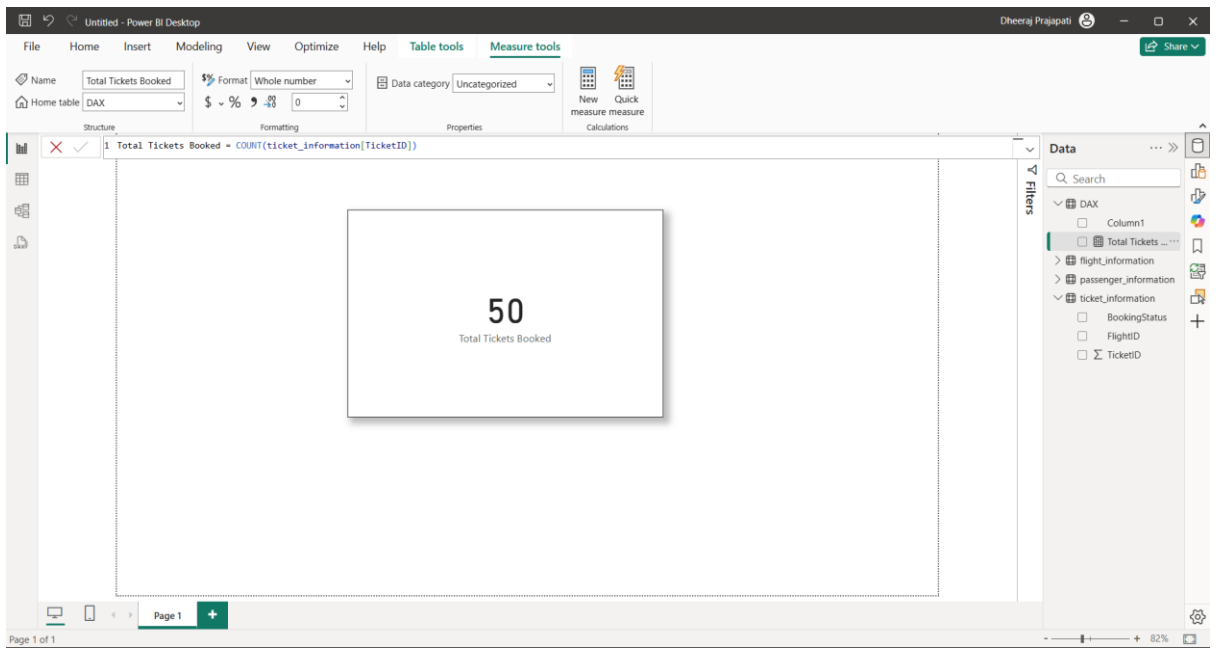 Untitled - Power BI Desktop
Dheeraj Prajapati
File Home Insert Modeling View Optimize Help Table tools Measure tools
Share
Name Total Tickets Booked
Format Whole number
Data category Uncategorized
New measure
Quick measure
Home table DAX
$ % 0
Structure
Formatting
Properties
Calculations
1 Total Tickets Booked = COUNT(ticket_information[TicketID])
50
Total Tickets Booked
Filters
Data
Search
DAX
Column1
Total Tickets ...
flight_information
passenger_information
ticket_information
BookingStatus
FlightID
Σ TicketID
Page 1
Page 1 of 1
- + 82%